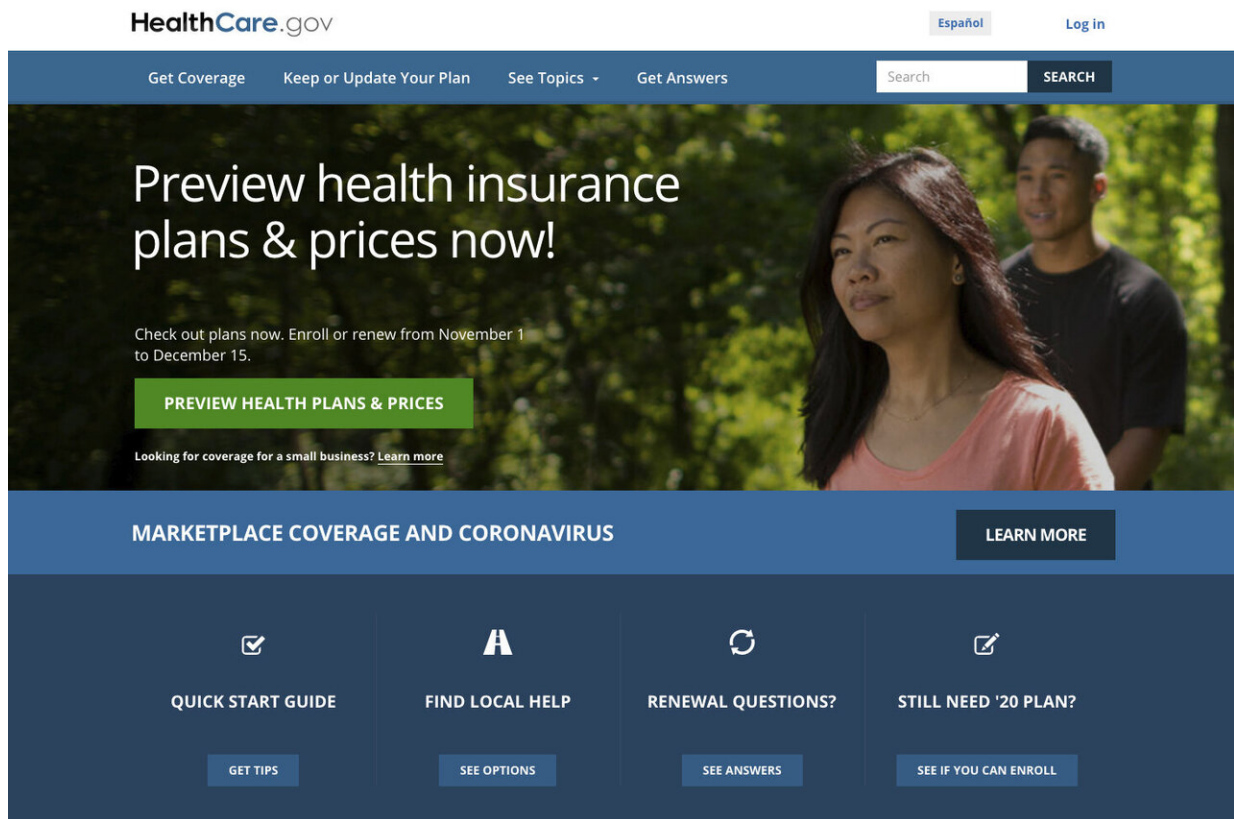 HealthCare.gov
Español
Log in
Get Coverage
Keep or Update Your Plan
See Topics
Get Answers
Search
SEARCH
Preview health insurance
plans & prices now!
Check out plans now. Enroll or renew from November 1
to December 15.
PREVIEW HEALTH PLANS & PRICES
Looking for coverage for a small business? Learn more
MARKETPLACE COVERAGE AND CORONAVIRUS
LEARN MORE
QUICK START GUIDE
FIND LOCAL HELP
RENEWAL QUESTIONS?
STILL NEED '20 PLAN?
GET TIPS
SEE OPTIONS
SEE ANSWERS
SEE IF YOU CAN ENROLL